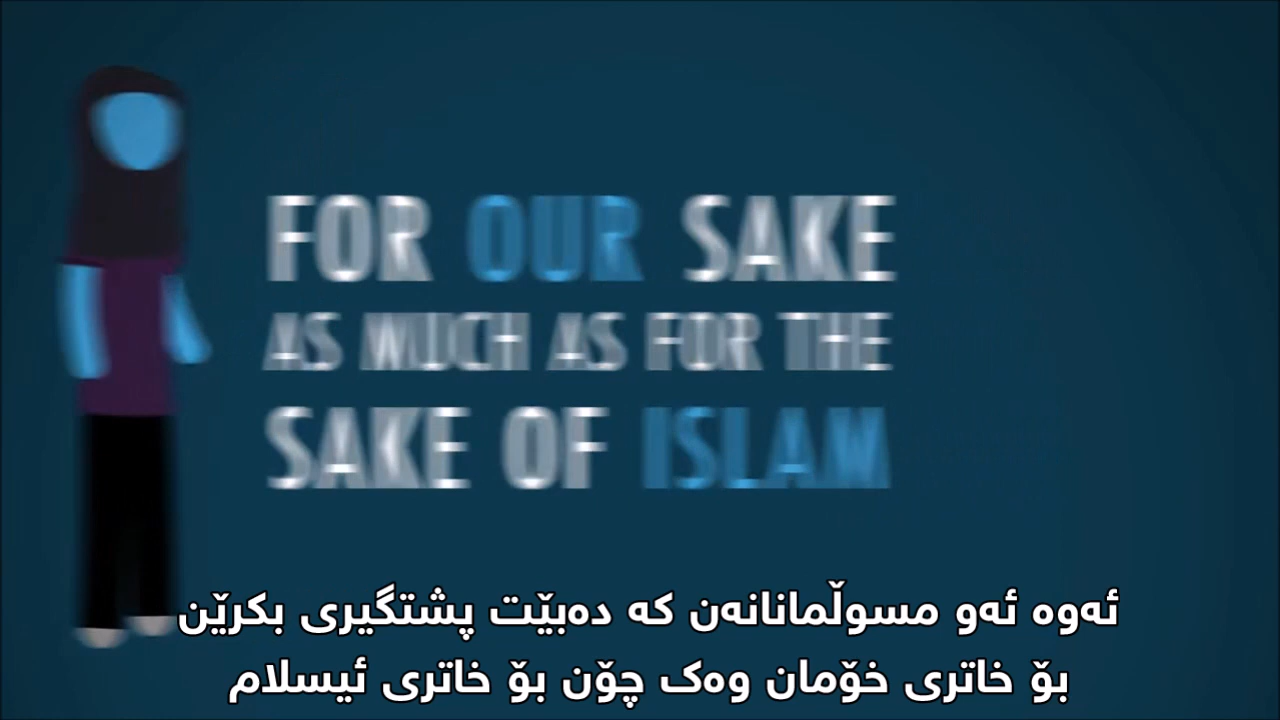 FOR OUR SAKE
AS MUCH AS FOR THE
SAKE OF ISLAM
ئەوە ئەو مسوڵمانانەن کە دەبێت پشتگیری بکرێن
بۆ خاتری خۆمان وەک چۆن بۆ خاتری ئیسلام